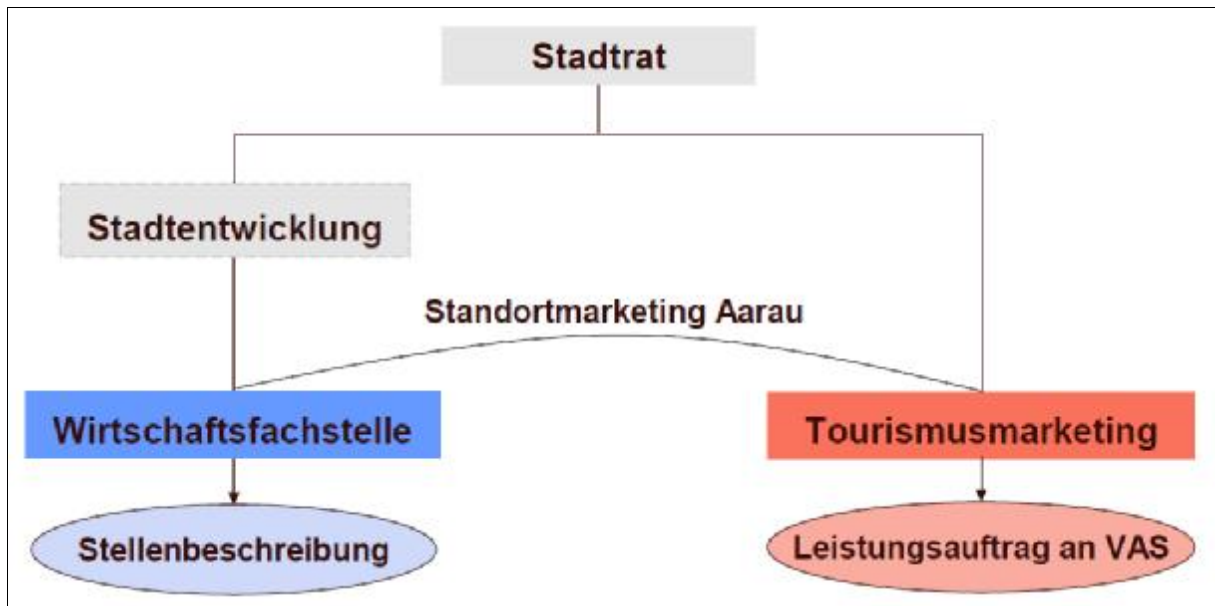 Stadtrat
Stadtentwicklung
Standortmarketing Aarau
Wirtschaftsfachstelle
Tourismusmarketing
Stellenbeschreibung
Leistungsauftrag an VAS